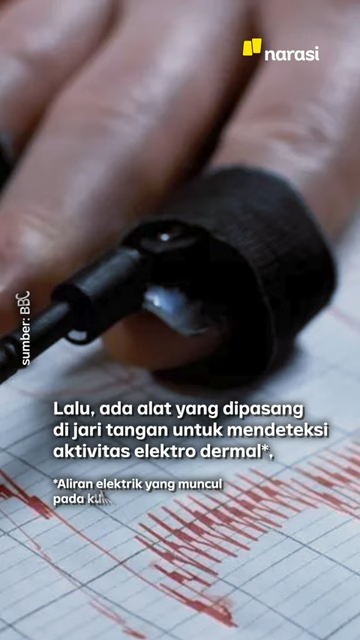 narasi
sumber: BBC
Lalu, ada alat yang dipasang
di jari tangan untuk mendeteksi
aktivitas elektro dermal*,
*Aliran elektrik yang muncul
pada